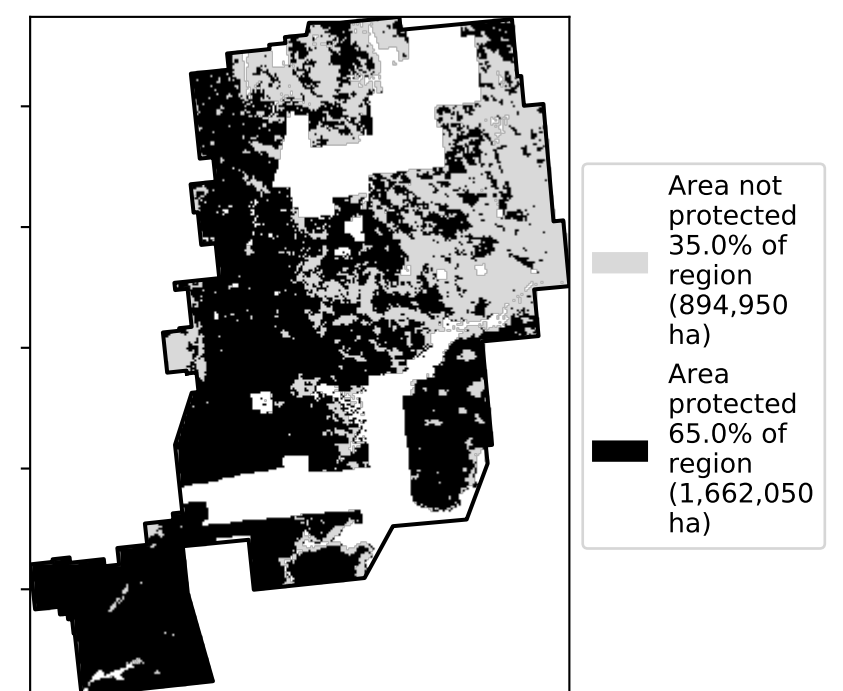 Area not
protected
35.0% of
region
(894,950
ha)
Area
protected
65.0% of
region
(1,662,050
ha)